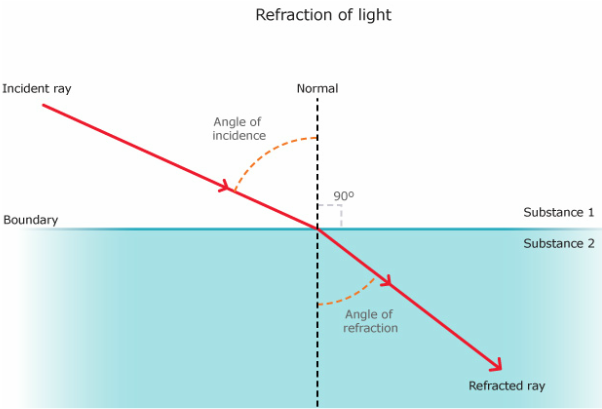 Refraction of light
Incident ray
Normal
Angle of
incidence
90º
Boundary
Substance 1
Substance 2
Angle of
refraction
Refracted ray